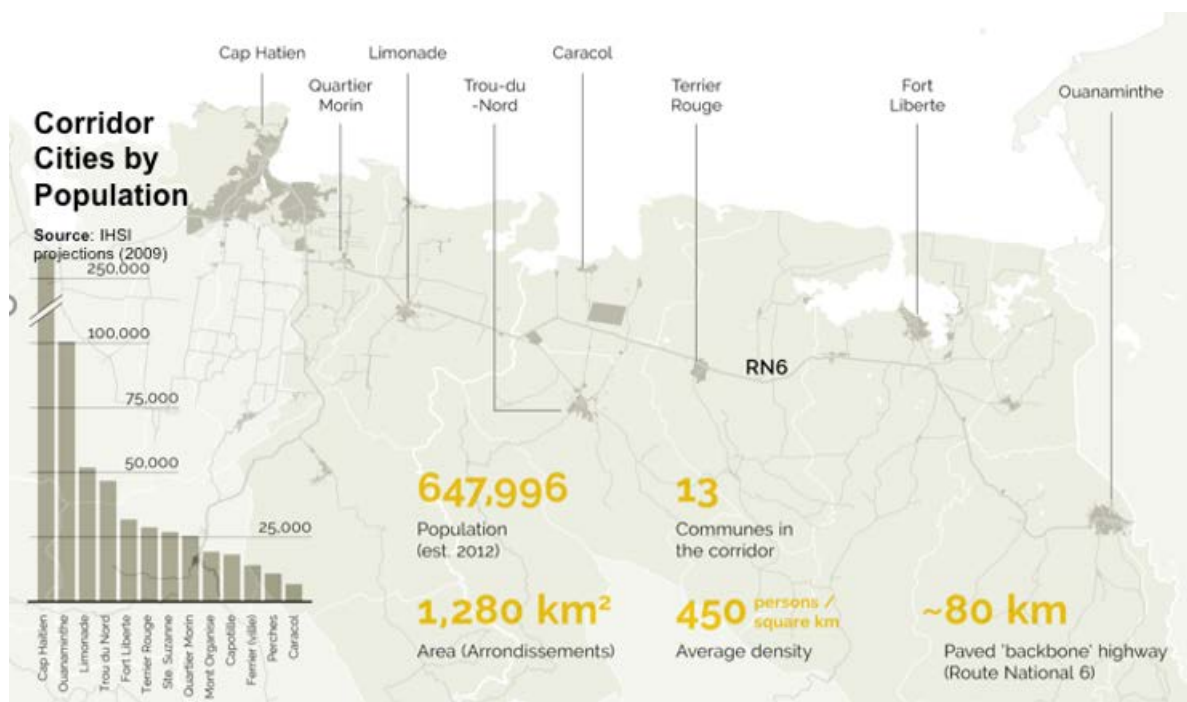 Cap Hatien
Limonade
Caracol
Quartier
Morin
Trou-du
-Nord
Terrier
Rouge
Fort
Liberte
Ouanaminthe
Corridor
Cities by
Population
Source: IHSI
projections (2009)
250,000
100,000
75,000
50,000
25,000
Cap Haitien
Ouanaminthe
Limonade
Trou du Nord
Fort Liberte
Terrier Rouge
Ste Suzanne
Quartier Morin
Mont Organise
Capotille
Ferrier (ville)
Perches
Caracol
RN6
647,996
Population
(est. 2012)
13
Communes in
the corridor
1,280 km²
Area (Arrondissements)
450 persons /
square km
Average density
~80 km
Paved 'backbone' highway
(Route National 6)